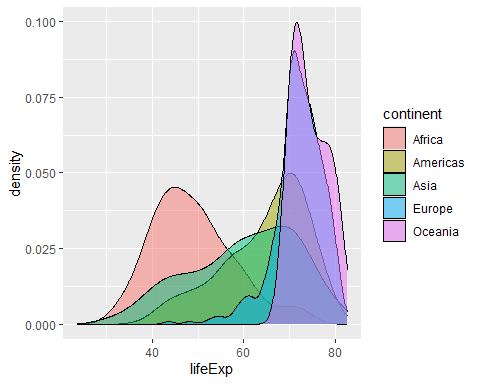 0.100
0.075
0.050
0.025
0.000
density
40 60 80
lifeExp
continent
Africa
Americas
Asia
Europe
Oceania